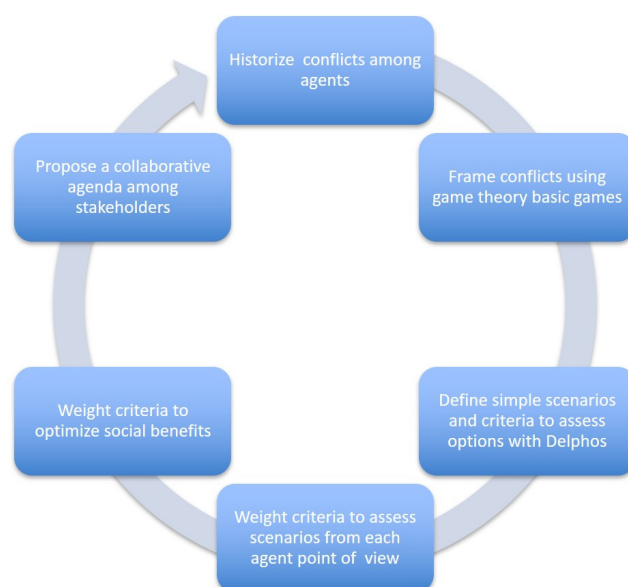 Historize conflicts among
agents
Frame conflicts using
game theory basic games
Define simple scenarios
and criteria to assess
options with Delphos
Weight criteria to assess
scenarios from each
agent point of view
Weight criteria to
optimize social benefits
Propose a collaborative
agenda among
stakeholders